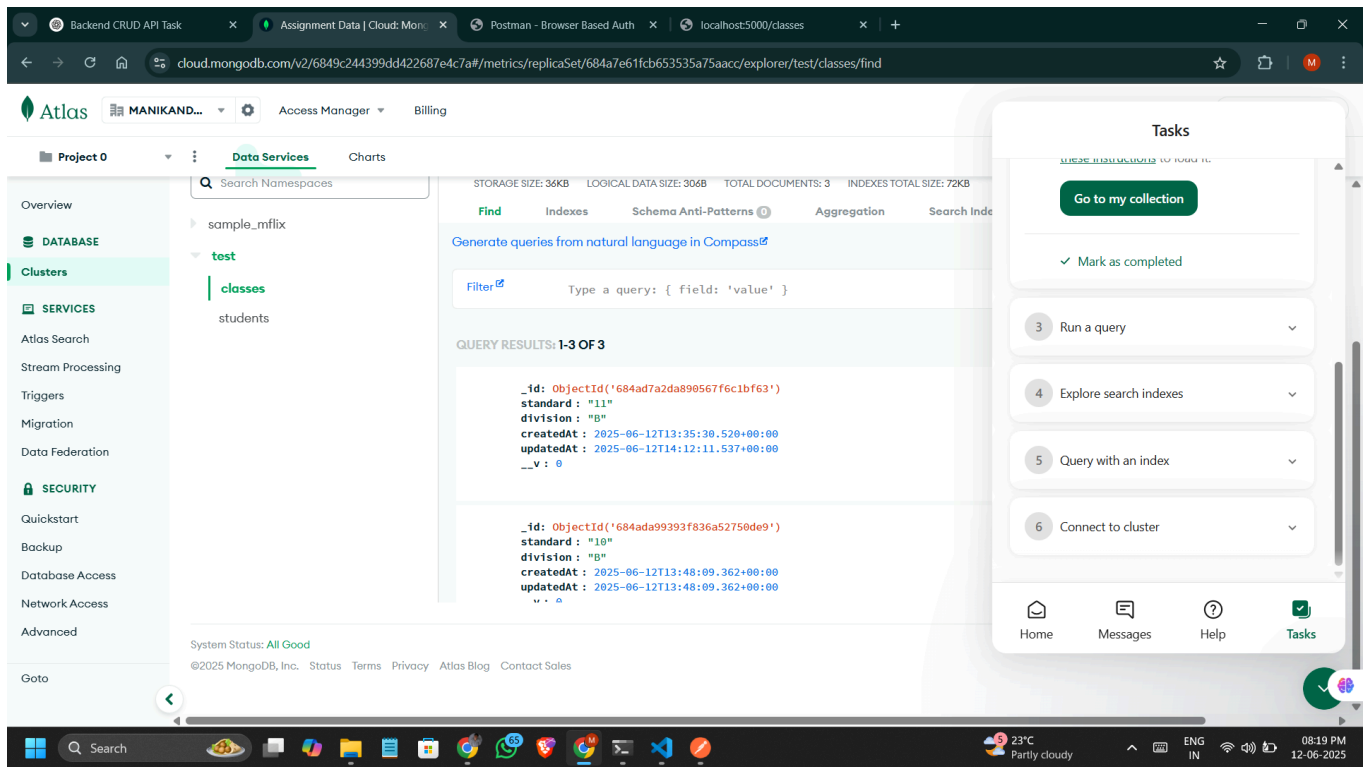 Backend CRUD API Task
Assignment Data | Cloud: Mong
Postman - Browser Based Auth
localhost:5000/classes
cloud.mongodb.com/v2/6849c244399dd422687e4c7a#/metrics/replicaSet/684a7e61fcb653535a75aacc/explorer/test/classes/find
M
Atlas
MANIKAND...
Access Manager
Billing
Project 0
Data Services
Charts
Overview
DATABASE
Clusters
SERVICES
Atlas Search
Stream Processing
Triggers
Migration
Data Federation
SECURITY
Quickstart
Backup
Database Access
Network Access
Advanced
Goto
Search Namespaces
sample_mflix
test
classes
students
STORAGE SIZE: 36KB LOGICAL DATA SIZE: 306B TOTAL DOCUMENTS: 3 INDEXES TOTAL SIZE: 72KB
Find Indexes Schema Anti-Patterns 0 Aggregation Search Inde
Generate queries from natural language in Compass
Filter
Type a query: { field: 'value' }
QUERY RESULTS: 1-3 OF 3
_id: ObjectId('684ad7a2da890567f6c1bf63')
standard : "11"
division : "B"
createdAt : 2025-06-12T13:35:30.520+00:00
updatedAt : 2025-06-12T14:12:11.537+00:00
__v : 0
_id: ObjectId('684ada99393f836a52750de9')
standard : "10"
division : "B"
createdAt : 2025-06-12T13:48:09.362+00:00
updatedAt : 2025-06-12T13:48:09.362+00:00
__v : 0
System Status: All Good
©2025 MongoDB, Inc. Status Terms Privacy Atlas Blog Contact Sales
Tasks
these instructions to load it.
Go to my collection
Mark as completed
3 Run a query
4 Explore search indexes
5 Query with an index
6 Connect to cluster
Home Messages Help Tasks
Search
65
M
5
23°C
Partly cloudy
ENG
IN
08:19 PM
12-06-2025